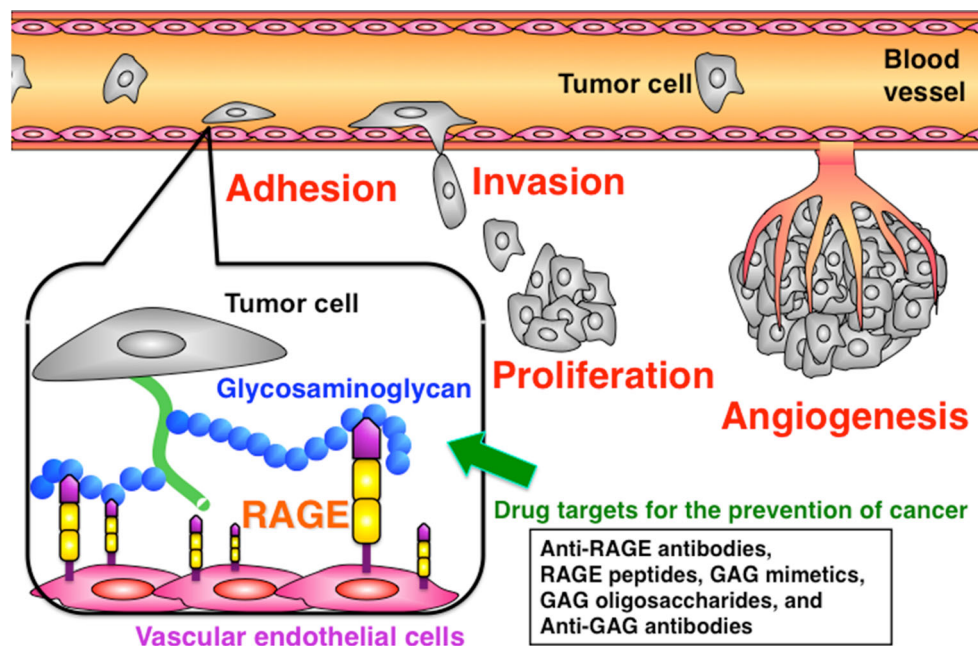 Blood
vessel
Tumor cell
Adhesion
Invasion
Proliferation
Angiogenesis
Tumor cell
Glycosaminoglycan
RAGE
Vascular endothelial cells
Drug targets for the prevention of cancer
Anti-RAGE antibodies,
RAGE peptides, GAG mimetics,
GAG oligosaccharides, and
Anti-GAG antibodies